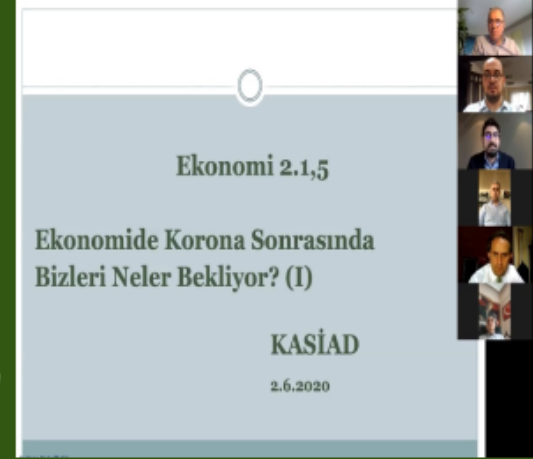 Ekonomi 2.1,5
Ekonomide Korona Sonrasında
Bizleri Neler Bekliyor? (I)
KASİAD
2.6.2020